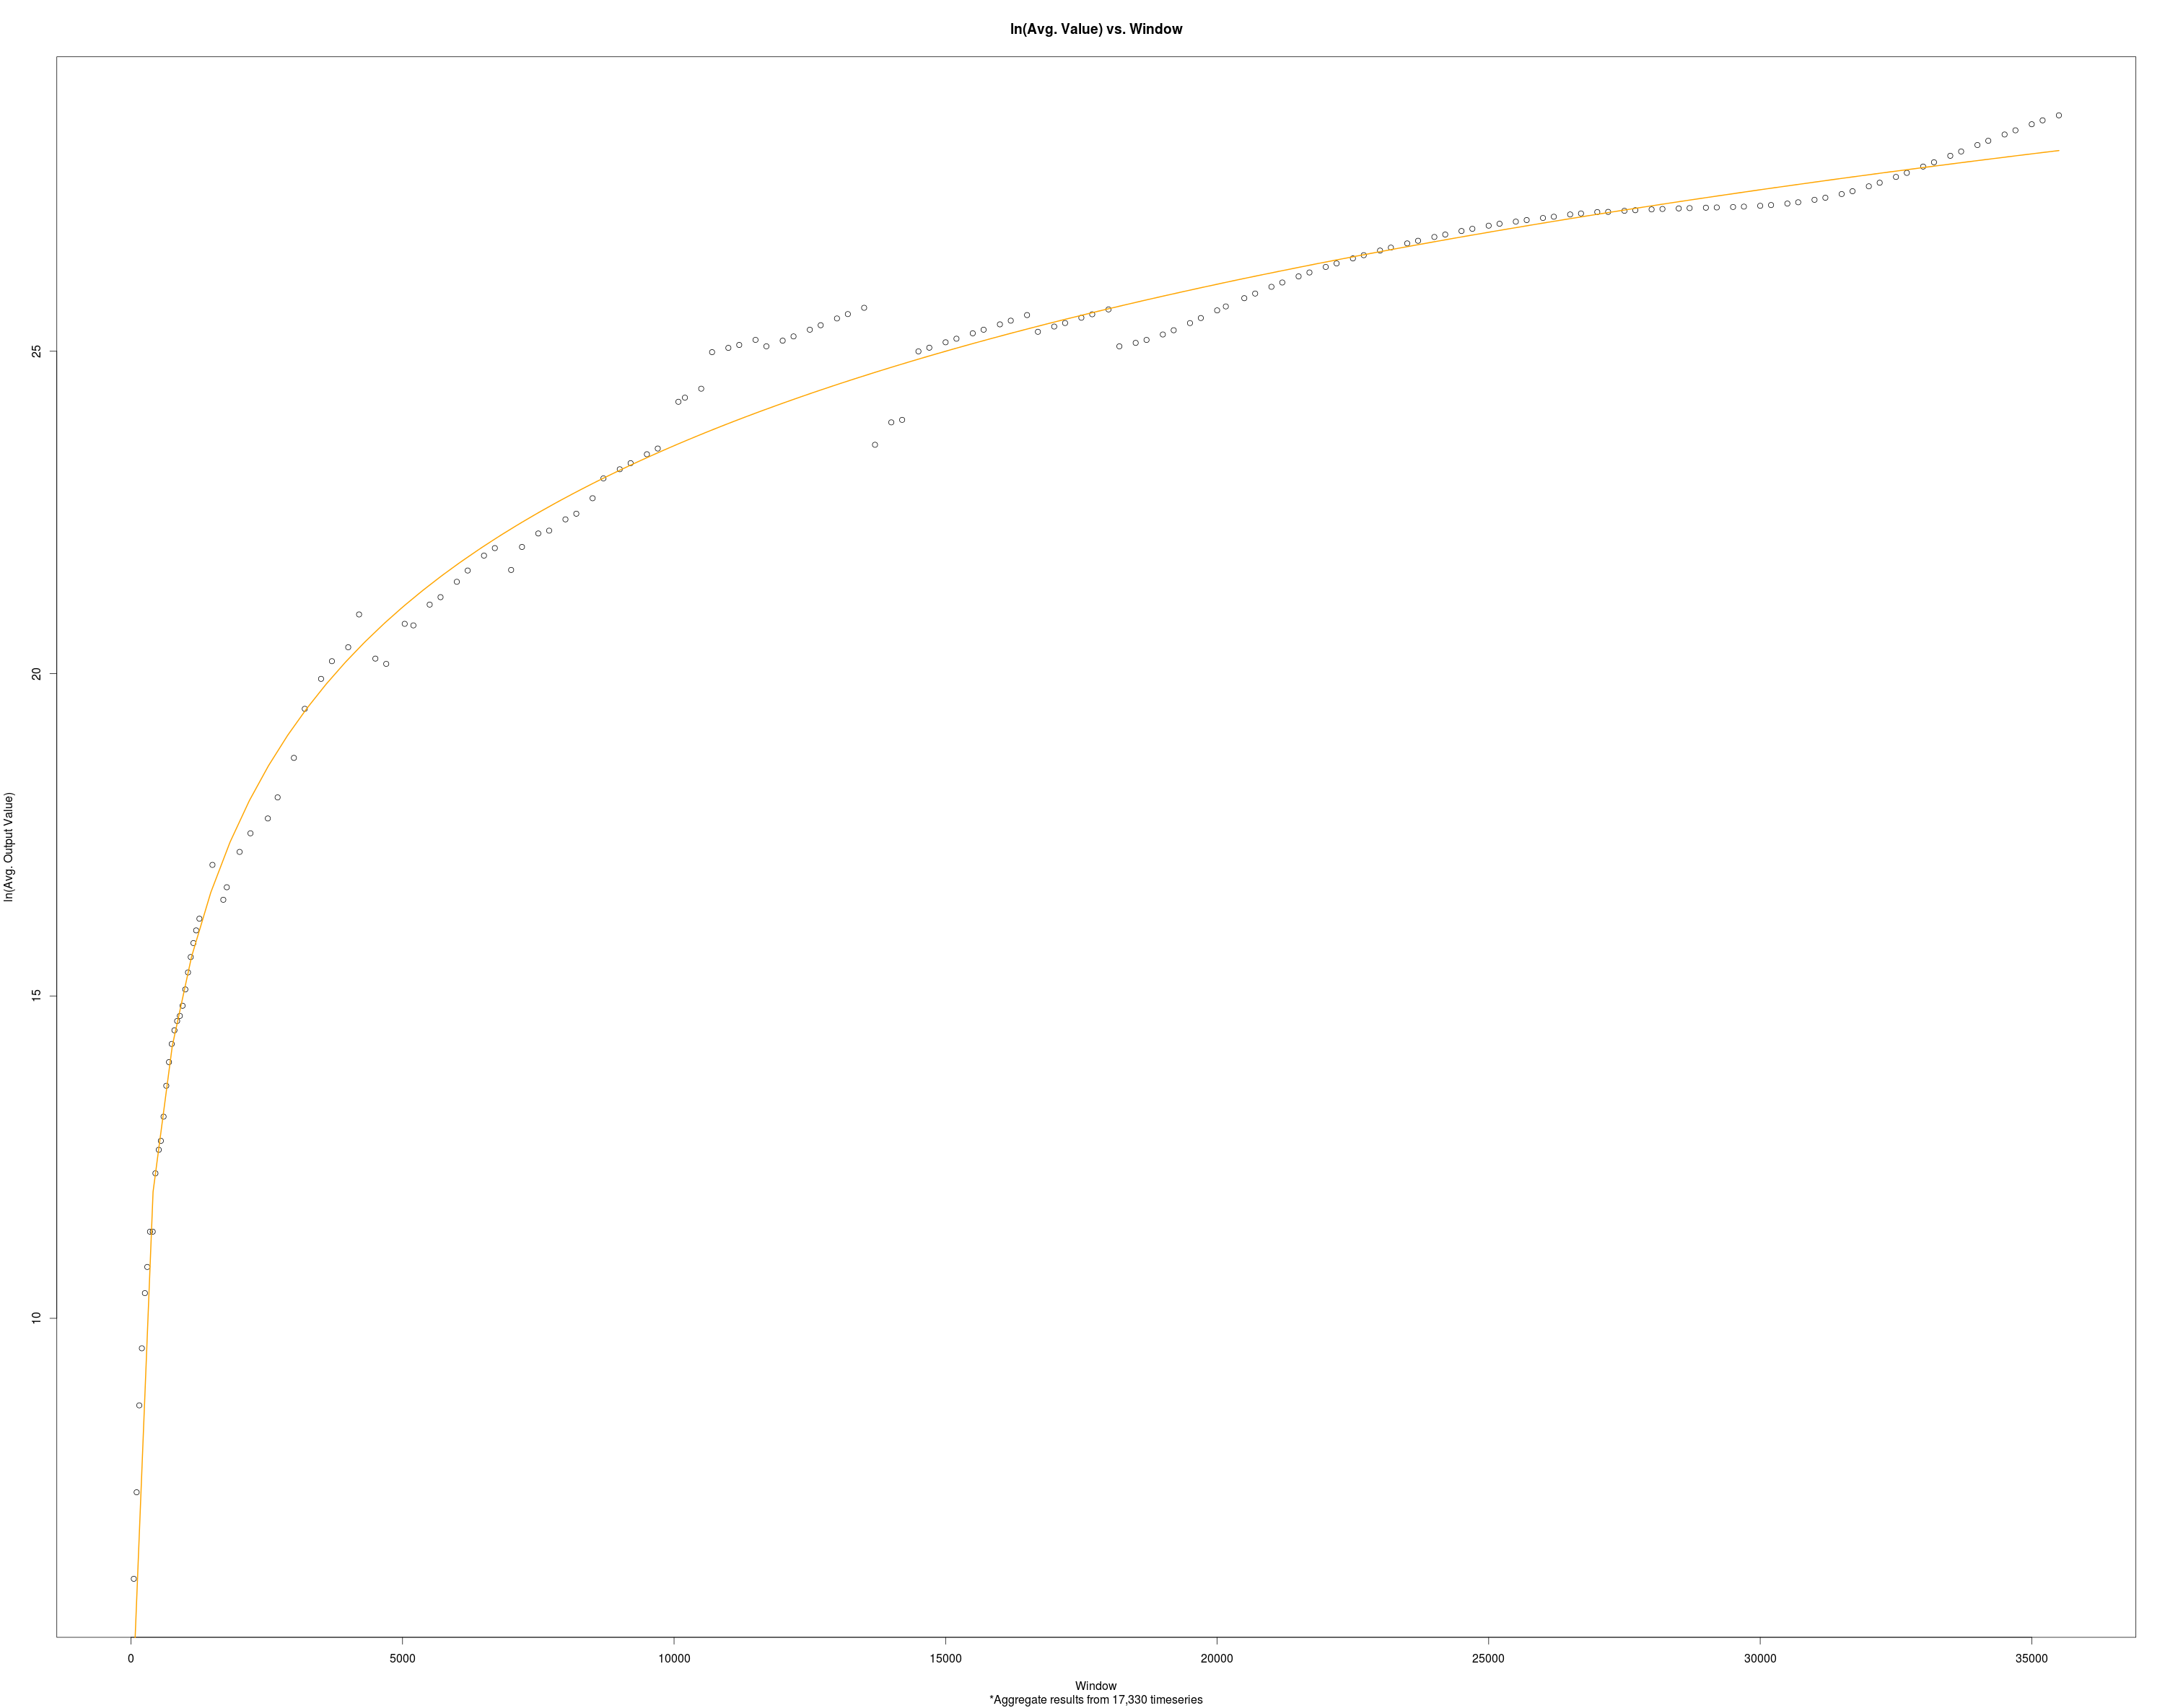 ln(Avg. Value) vs. Window
ln(Avg. Output Value)
25
20
15
10
0 5000 10000 15000 20000 25000 30000 35000
Window
*Aggregate results from 17,330 timeseries